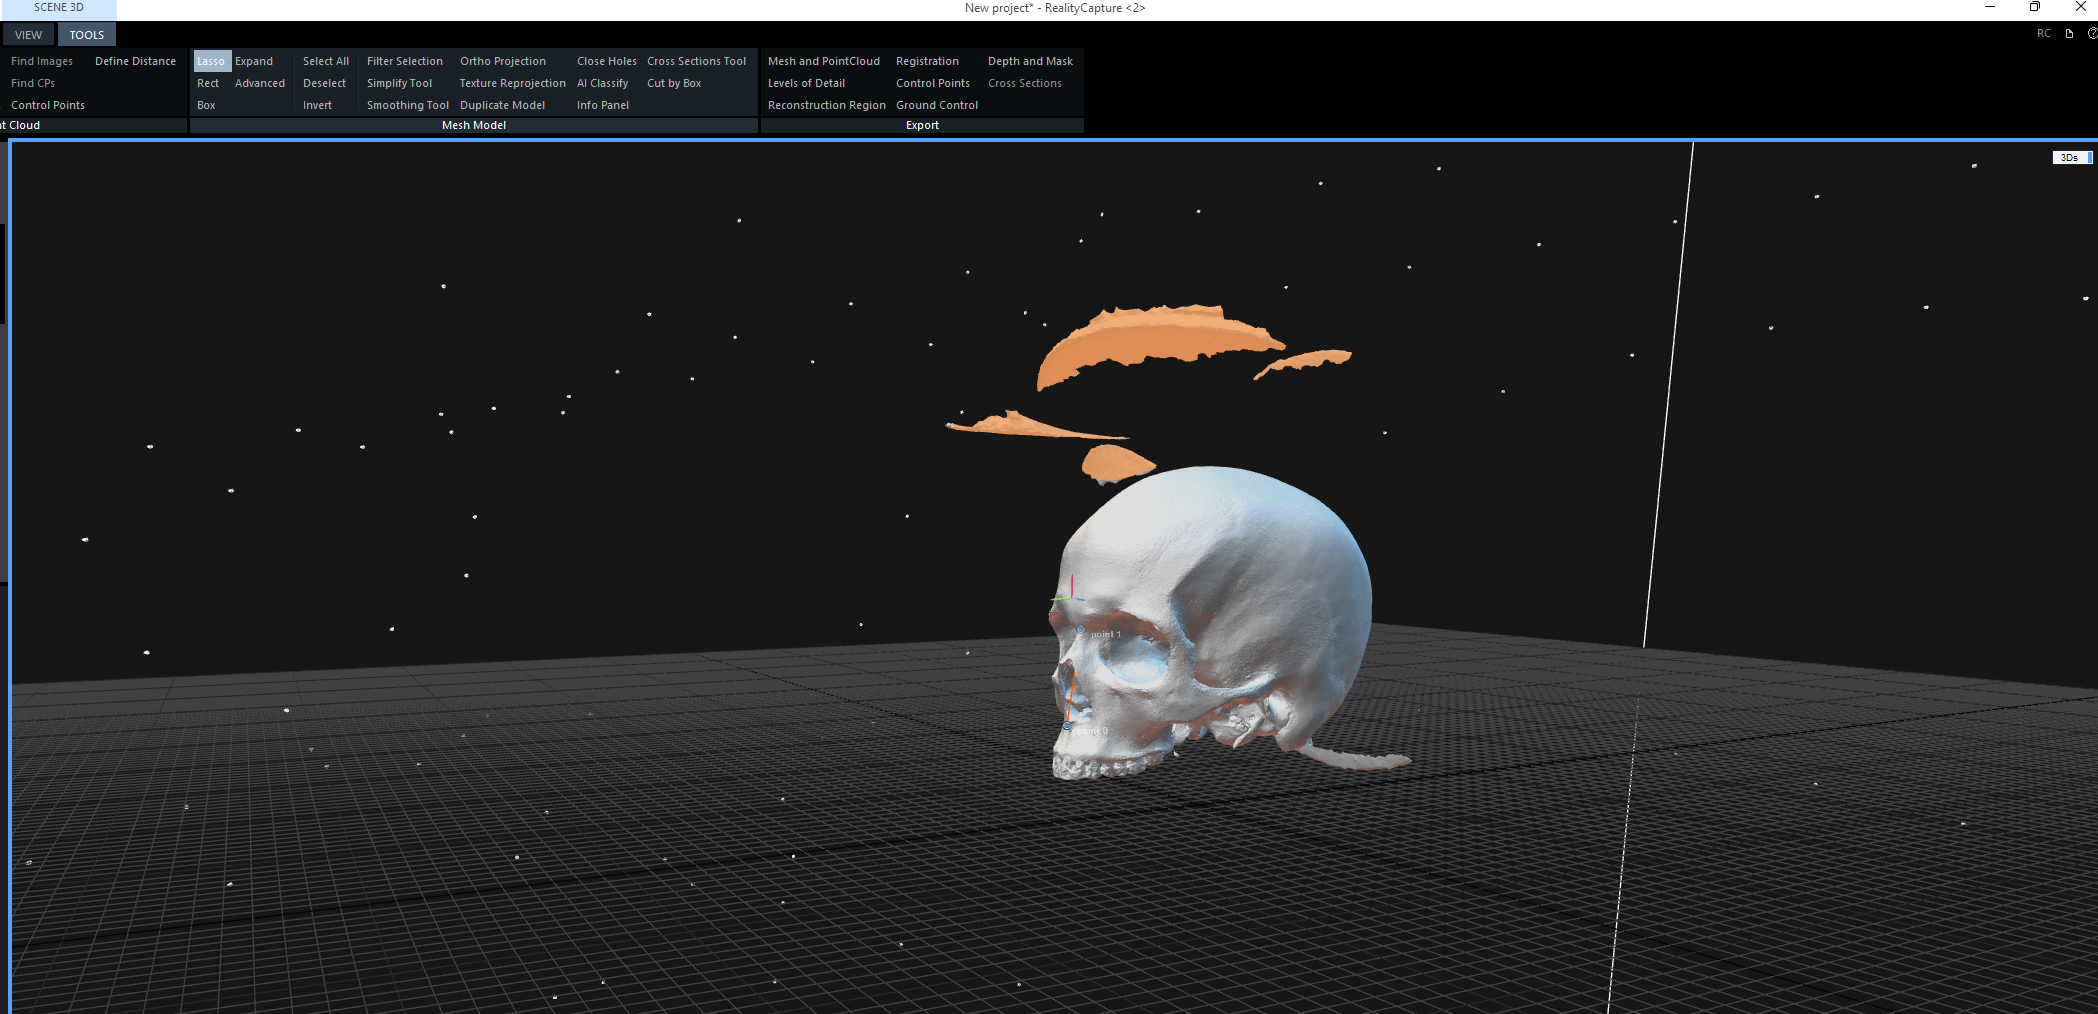 SCENE 3D
New project* - RealityCapture <2>
VIEW TOOLS
RC
Find Images Define Distance
Lasso Expand Select All Filter Selection Ortho Projection Close Holes Cross Sections Tool
Mesh and PointCloud Registration Depth and Mask
Find CPs
Rect Advanced Deselect Simplify Tool Texture Reprojection AI Classify Cut by Box
Levels of Detail Control Points Cross Sections
Control Points
Box Invert Smoothing Tool Duplicate Model Info Panel
Reconstruction Region Ground Control
t Cloud Mesh Model Export
3Ds
point 1
point 0